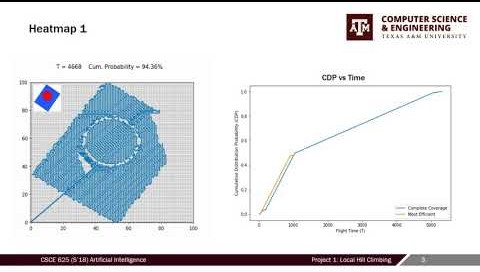 Heatmap 1
TEXAS A&M UNIVERSITY
COMPUTER SCIENCE
& ENGINEERING
T = 4668 Cum. Probability = 94.36%
100
80
60
40
20
0
0 20 40 60 80 100
CDP vs Time
Cumulative Distribution Probability (CDP)
1.0
0.8
0.6
0.4
0.2
0.0
Complete Coverage
Most Efficient
0 1000 2000 3000 4000 5000
Flight Time (T)
CSCE 625 (S'18) Artificial Intelligence
Project 1: Local Hill Climbing
3